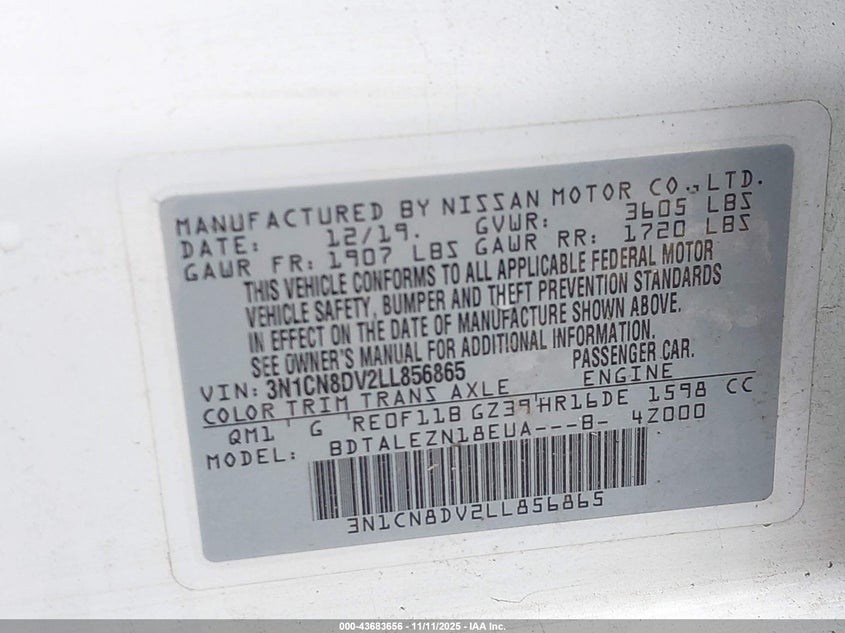 MANUFACTURED BY NISSAN MOTOR CO., LTD.
DATE: 12/19. GVWR: 3605 LBS
GAWR FR: 1907 LBS GAWR RR: 1720 LBS
THIS VEHICLE CONFORMS TO ALL APPLICABLE FEDERAL MOTOR
VEHICLE SAFETY, BUMPER AND THEFT PREVENTION STANDARDS
IN EFFECT ON THE DATE OF MANUFACTURE SHOWN ABOVE.
SEE OWNER'S MANUAL FOR ADDITIONAL INFORMATION.
VIN: 3N1CN8DV2LL856865 PASSENGER CAR.
COLOR TRIM TRANS AXLE ENGINE
QM1 G RE0F11B GZ39 HR16DE 1598 CC
MODEL: BDTALEZN18EUA---B- 4Z000
3N1CN8DV2LL856865
000-43683656 - 11/11/2025 - IAA Inc.